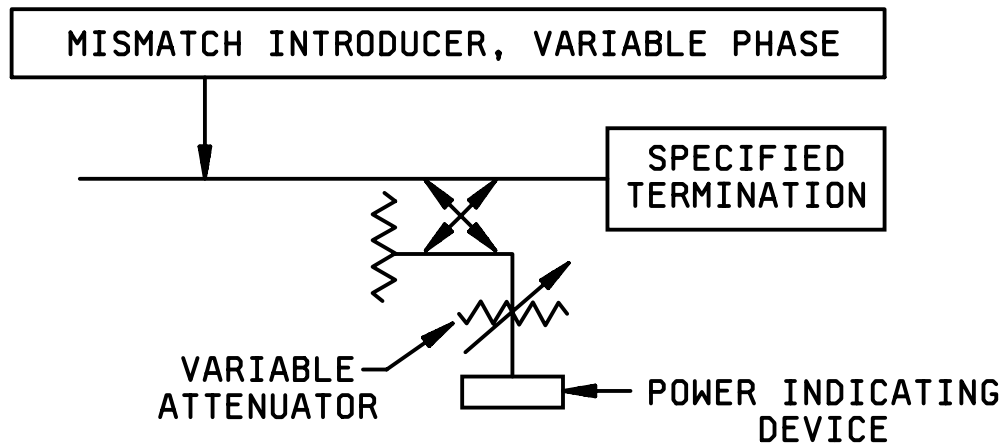 MISMATCH INTRODUCER, VARIABLE PHASE
SPECIFIED
TERMINATION
VARIABLE
ATTENUATOR
POWER INDICATING
DEVICE